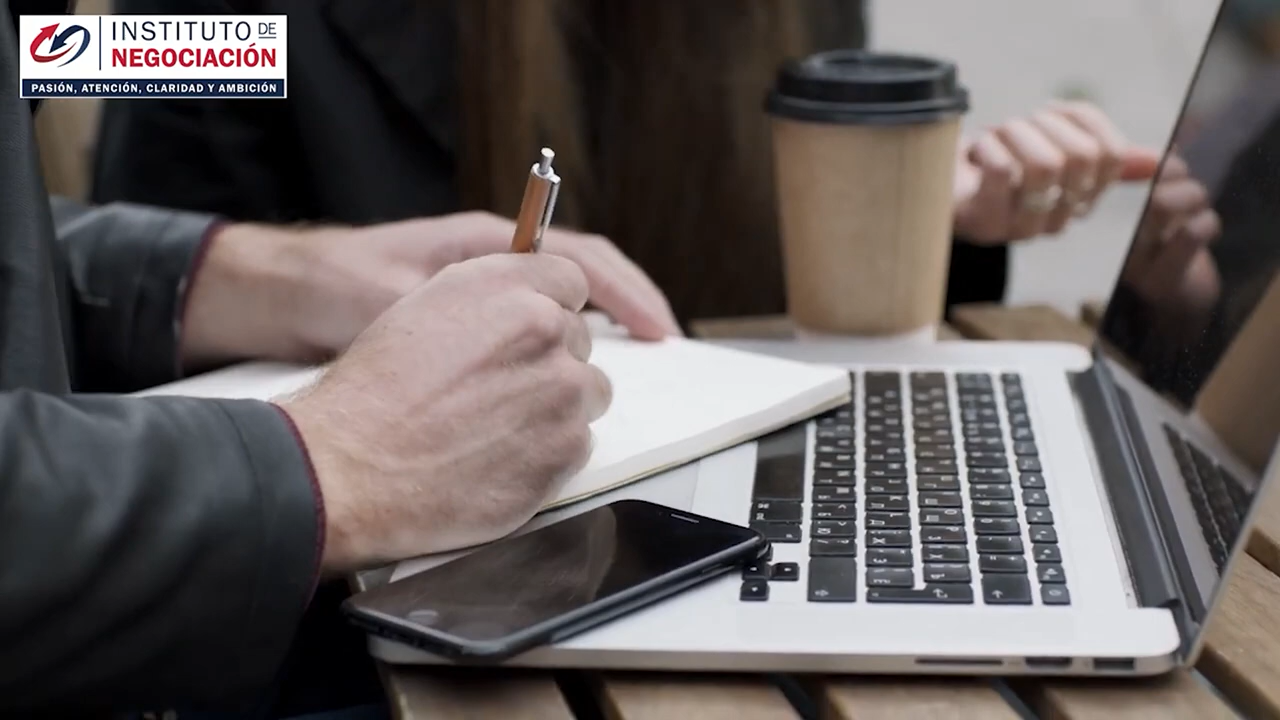 INSTITUTO DE
NEGOCIACIÓN
PASIÓN, ATENCIÓN, CLARIDAD Y AMBICIÓN